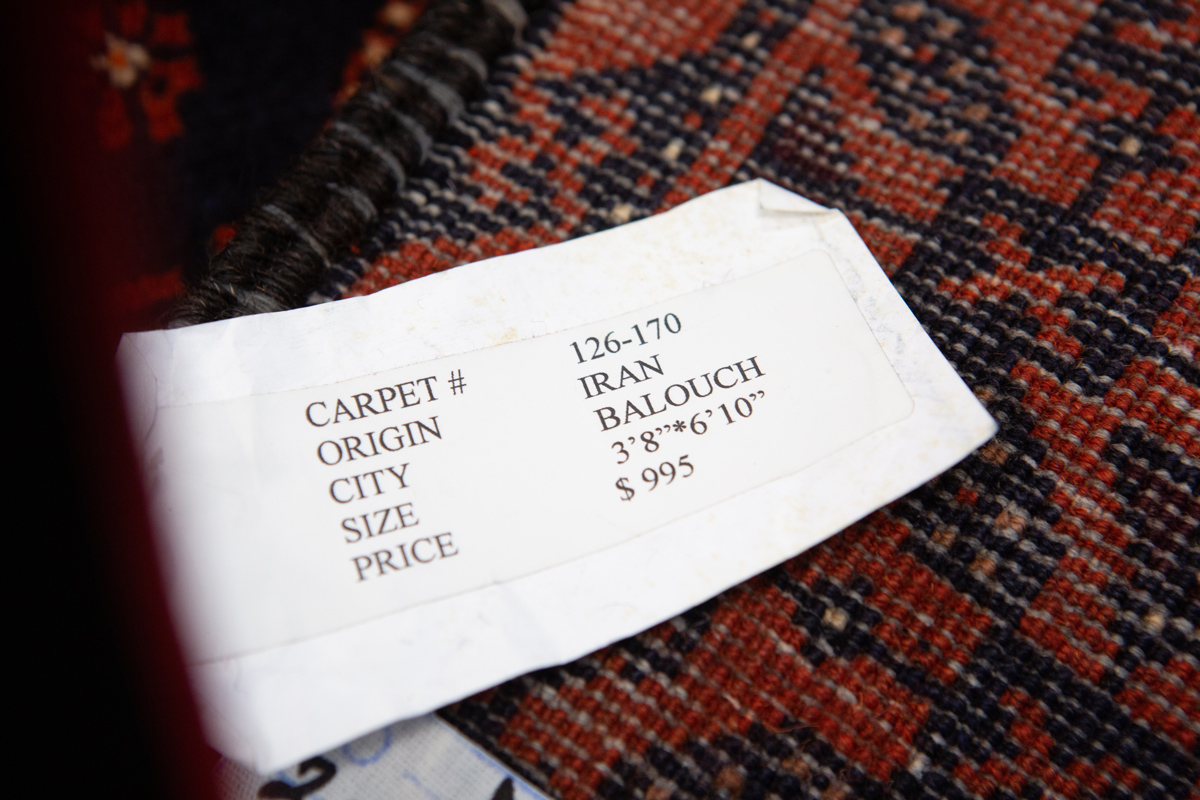 CARPET # 126-170
ORIGIN IRAN
CITY BALOUCH
SIZE 3’8”*6’10”
PRICE $ 995